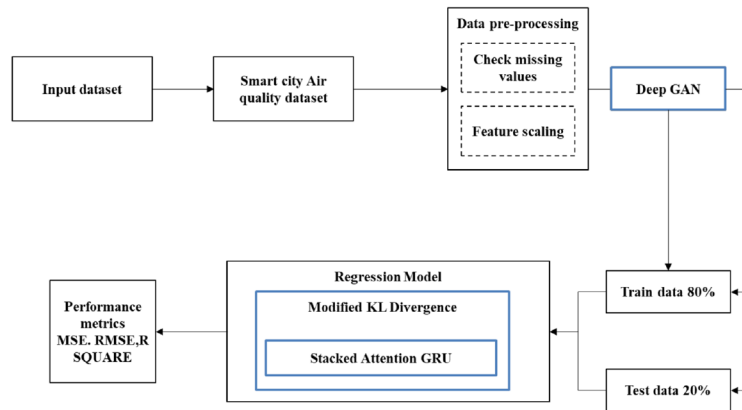 Input dataset
Smart city Air
quality dataset
Data pre-processing
Check missing
values
Feature scaling
Deep GAN
Train data 80%
Test data 20%
Regression Model
Modified KL Divergence
Stacked Attention GRU
Performance
metrics
MSE. RMSE,R
SQUARE